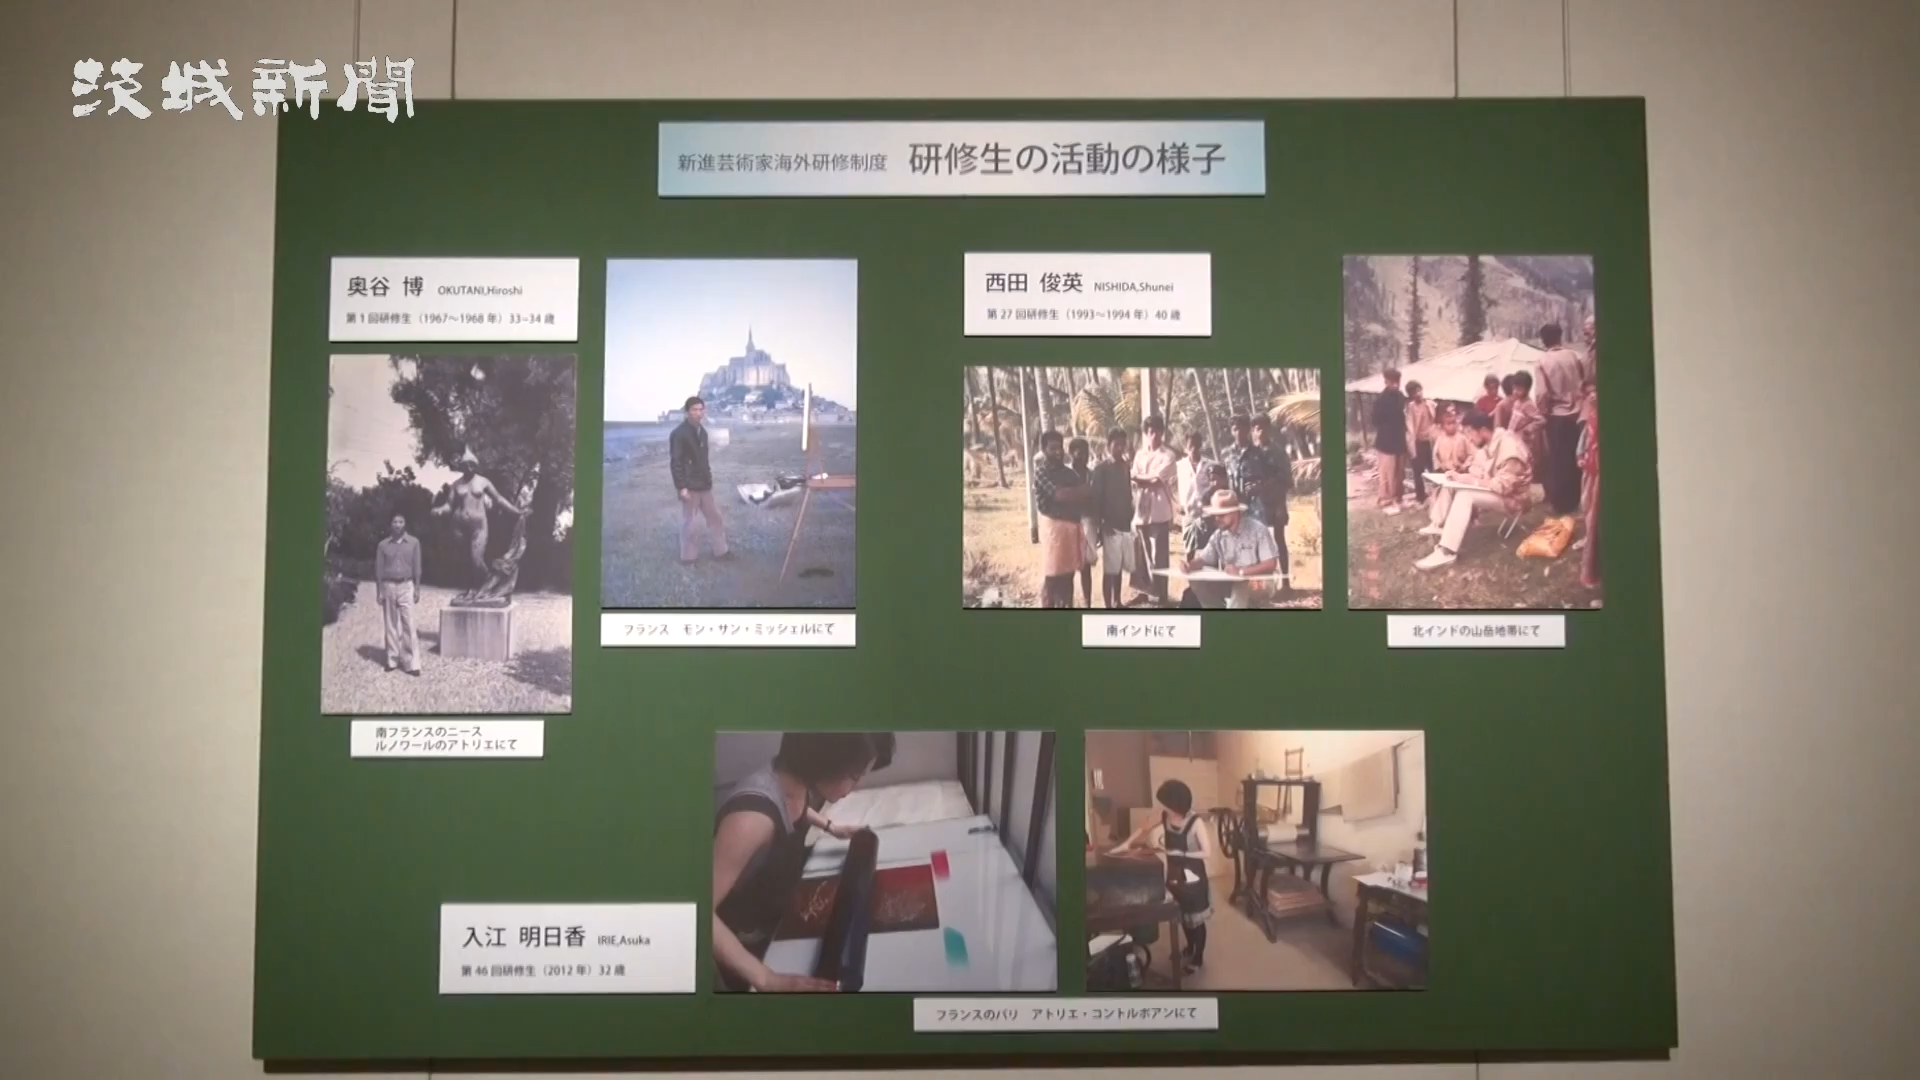 茨城新聞
新進芸術家海外研修制度 研修生の活動の様子
奥谷 博 OKUTANI,Hiroshi
第1回研修生（1967～1968年）33−34歳
西田 俊英 NISHIDA,Shunei
第27回研修生（1993～1994年）40歳
フランス モン・サン・ミッシェルにて
南インドにて
北インドの山岳地帯にて
南フランスのニース
ルノワールのアトリエにて
入江 明日香 IRIE,Asuka
第46回研修生（2012年）32歳
フランスのパリ アトリエ・コントルポアンにて